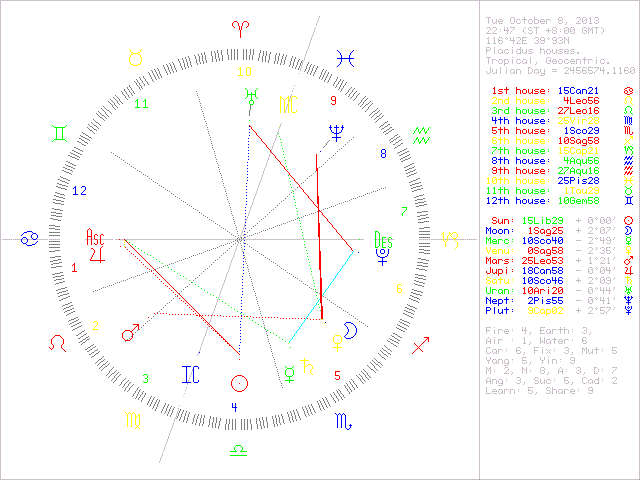 10
11
MC
9
8
12
7
Asc
Des
1
6
2
3
IC
5
4
Tue October 8, 2013
22:47 (ST +8:00 GMT)
116°42E 39°93N
Placidus houses.
Tropical, Geocentric.
Julian Day = 2456574.1160
1st house: 15Can21
2nd house: 4Leo56
3rd house: 27Leo16
4th house: 25Vir28
5th house: 1Sco29
6th house: 10Sag58
7th house: 15Cap21
8th house: 4Aqu56
9th house: 27Aqu16
10th house: 25Pis28
11th house: 1Tau29
12th house: 10Gem58
Sun: 15Lib29 + 0°00'
Moon: 1Sag25 + 2°07'
Merc: 10Sco40 - 2°49'
Venu: 0Sag58 - 2°35'
Mars: 25Leo53 + 1°21'
Jupi: 18Can58 - 0°04'
Satu: 10Sco46 + 2°09'
Uran: 10Ari20 - 0°44'
Nept: 2Pis55 - 0°41'
Plut: 9Cap02 + 2°57'
Fire: 4, Earth: 3,
Air : 1, Water: 6
Car: 6, Fix: 3, Mut: 5
Yang: 5, Yin: 9
M: 2, N: 8, A: 3, D: 7
Ang: 3, Suc: 5, Cad: 2
Learn: 5, Share: 9